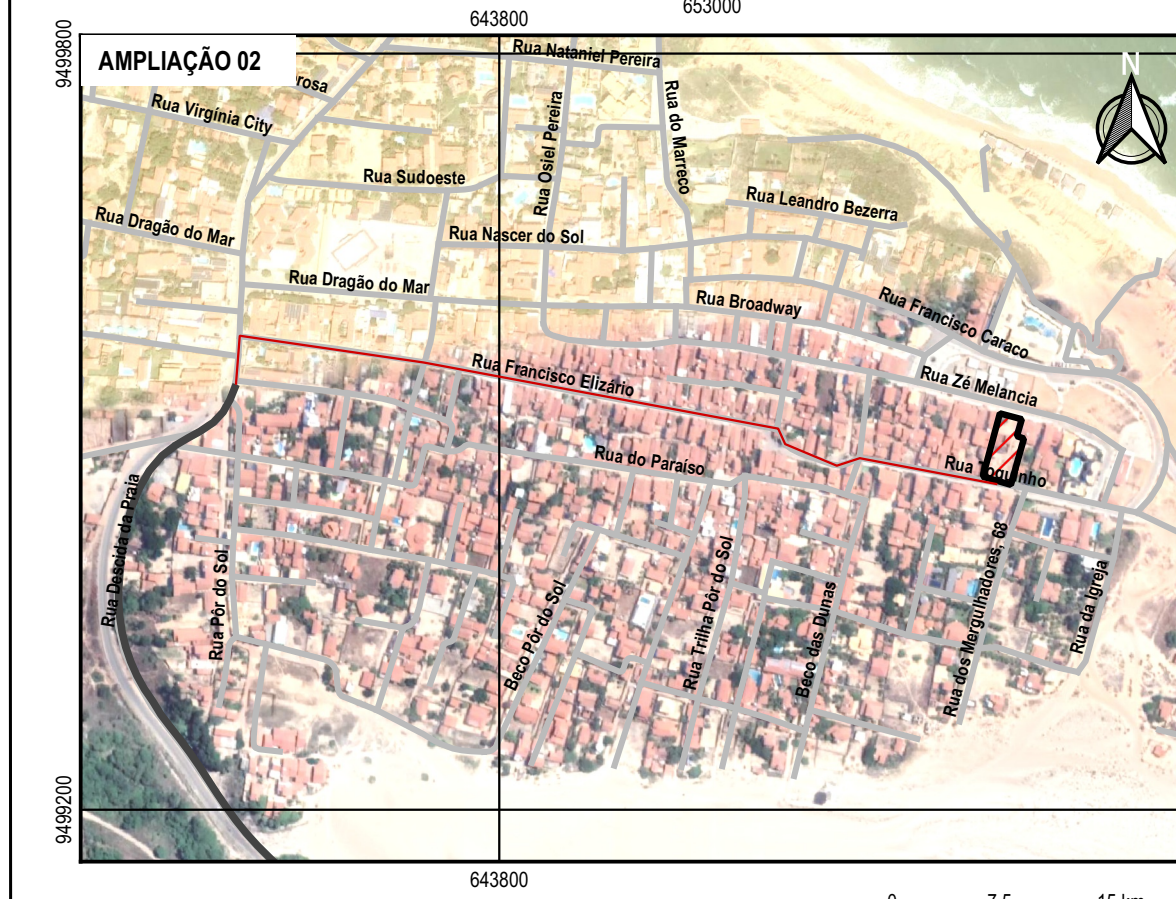 643800
653000
9499800
AMPLIAÇÃO 02
N
Rua Nataniel Pereira
rosa
Rua Virgínia City
Rua Osiel Pereira
Rua do Marreco
Rua Sudoeste
Rua Leandro Bezerra
Rua Dragão do Mar
Rua Nascer do Sol
Rua Dragão do Mar
Rua Broadway
Rua Francisco Caraco
Rua Francisco Elizário
Rua Zé Melancia
Rua do Paraíso
Rua
Rua Descida da Praia
Rua Pôr do Sol
Beco Pôr do Sol
Rua Trilha Pôr do Sol
Beco das Dunas
Rua dos Mergulhadores, 68
Rua da Igreja
9499200
643800
0 7,5 15 km